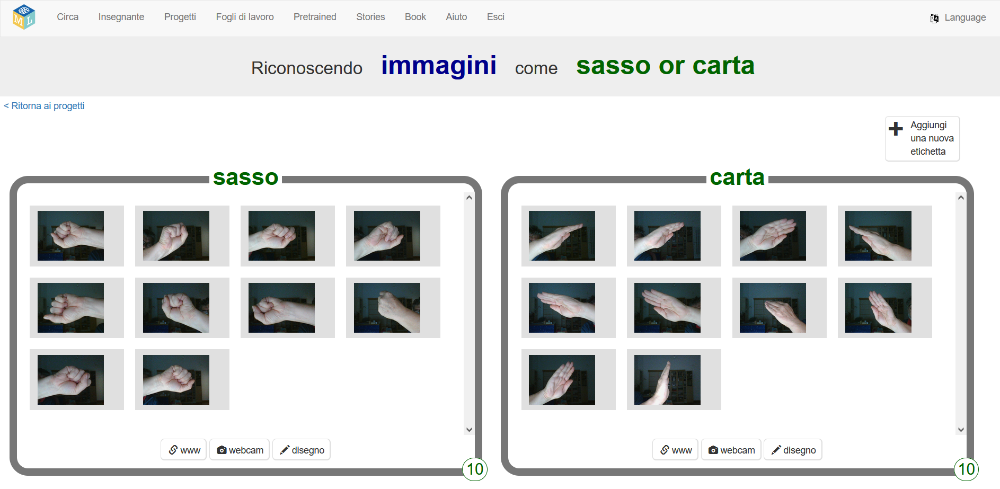 M L
Circa Insegnante Progetti Fogli di lavoro Pretrained Stories Book Aiuto Esci Language
Riconoscendo immagini come sasso or carta
< Ritorna ai progetti
Aggiungi
una nuova
etichetta
sasso
www webcam disegno
10
carta
www webcam disegno
10